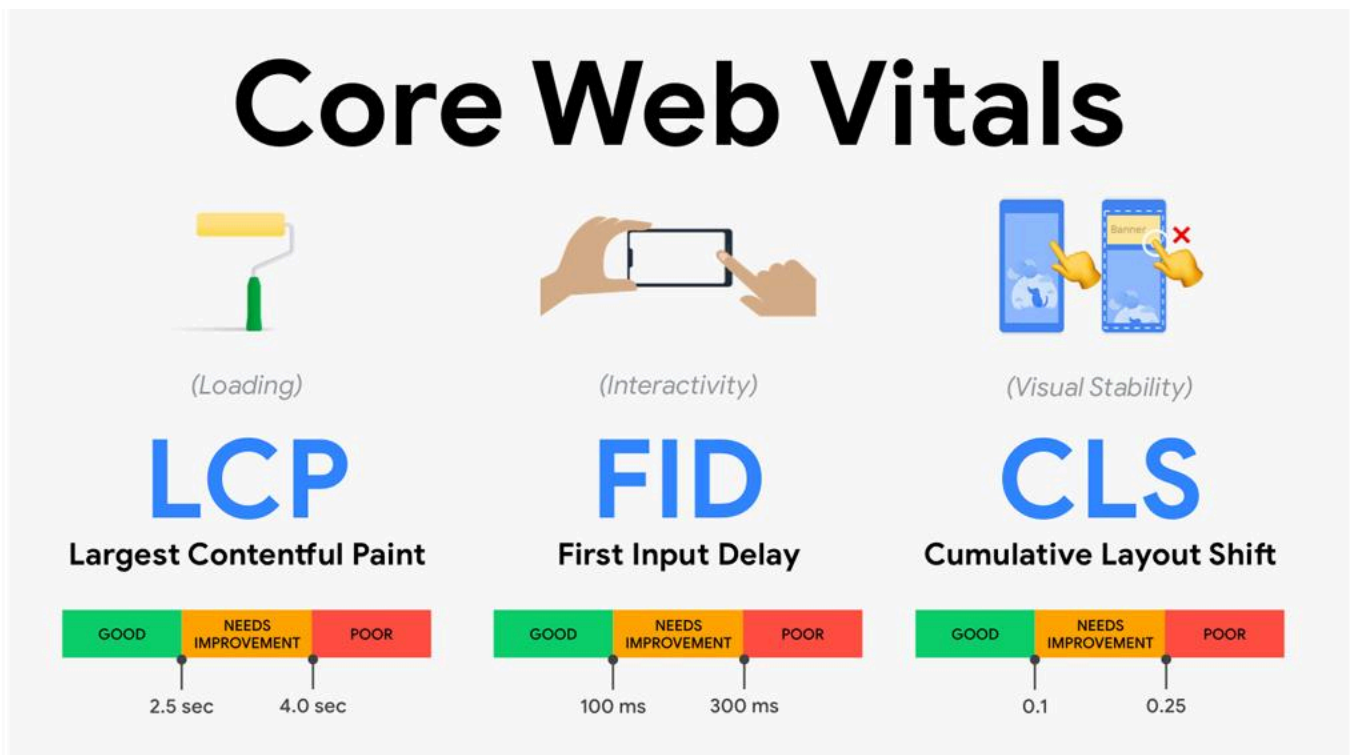 Core Web Vitals
Banner
(Loading)
(Interactivity)
(Visual Stability)
LCP
FID
CLS
Largest Contentful Paint
First Input Delay
Cumulative Layout Shift
GOOD
NEEDS
IMPROVEMENT
POOR
2.5 sec
4.0 sec
GOOD
NEEDS
IMPROVEMENT
POOR
100 ms
300 ms
GOOD
NEEDS
IMPROVEMENT
POOR
0.1
0.25